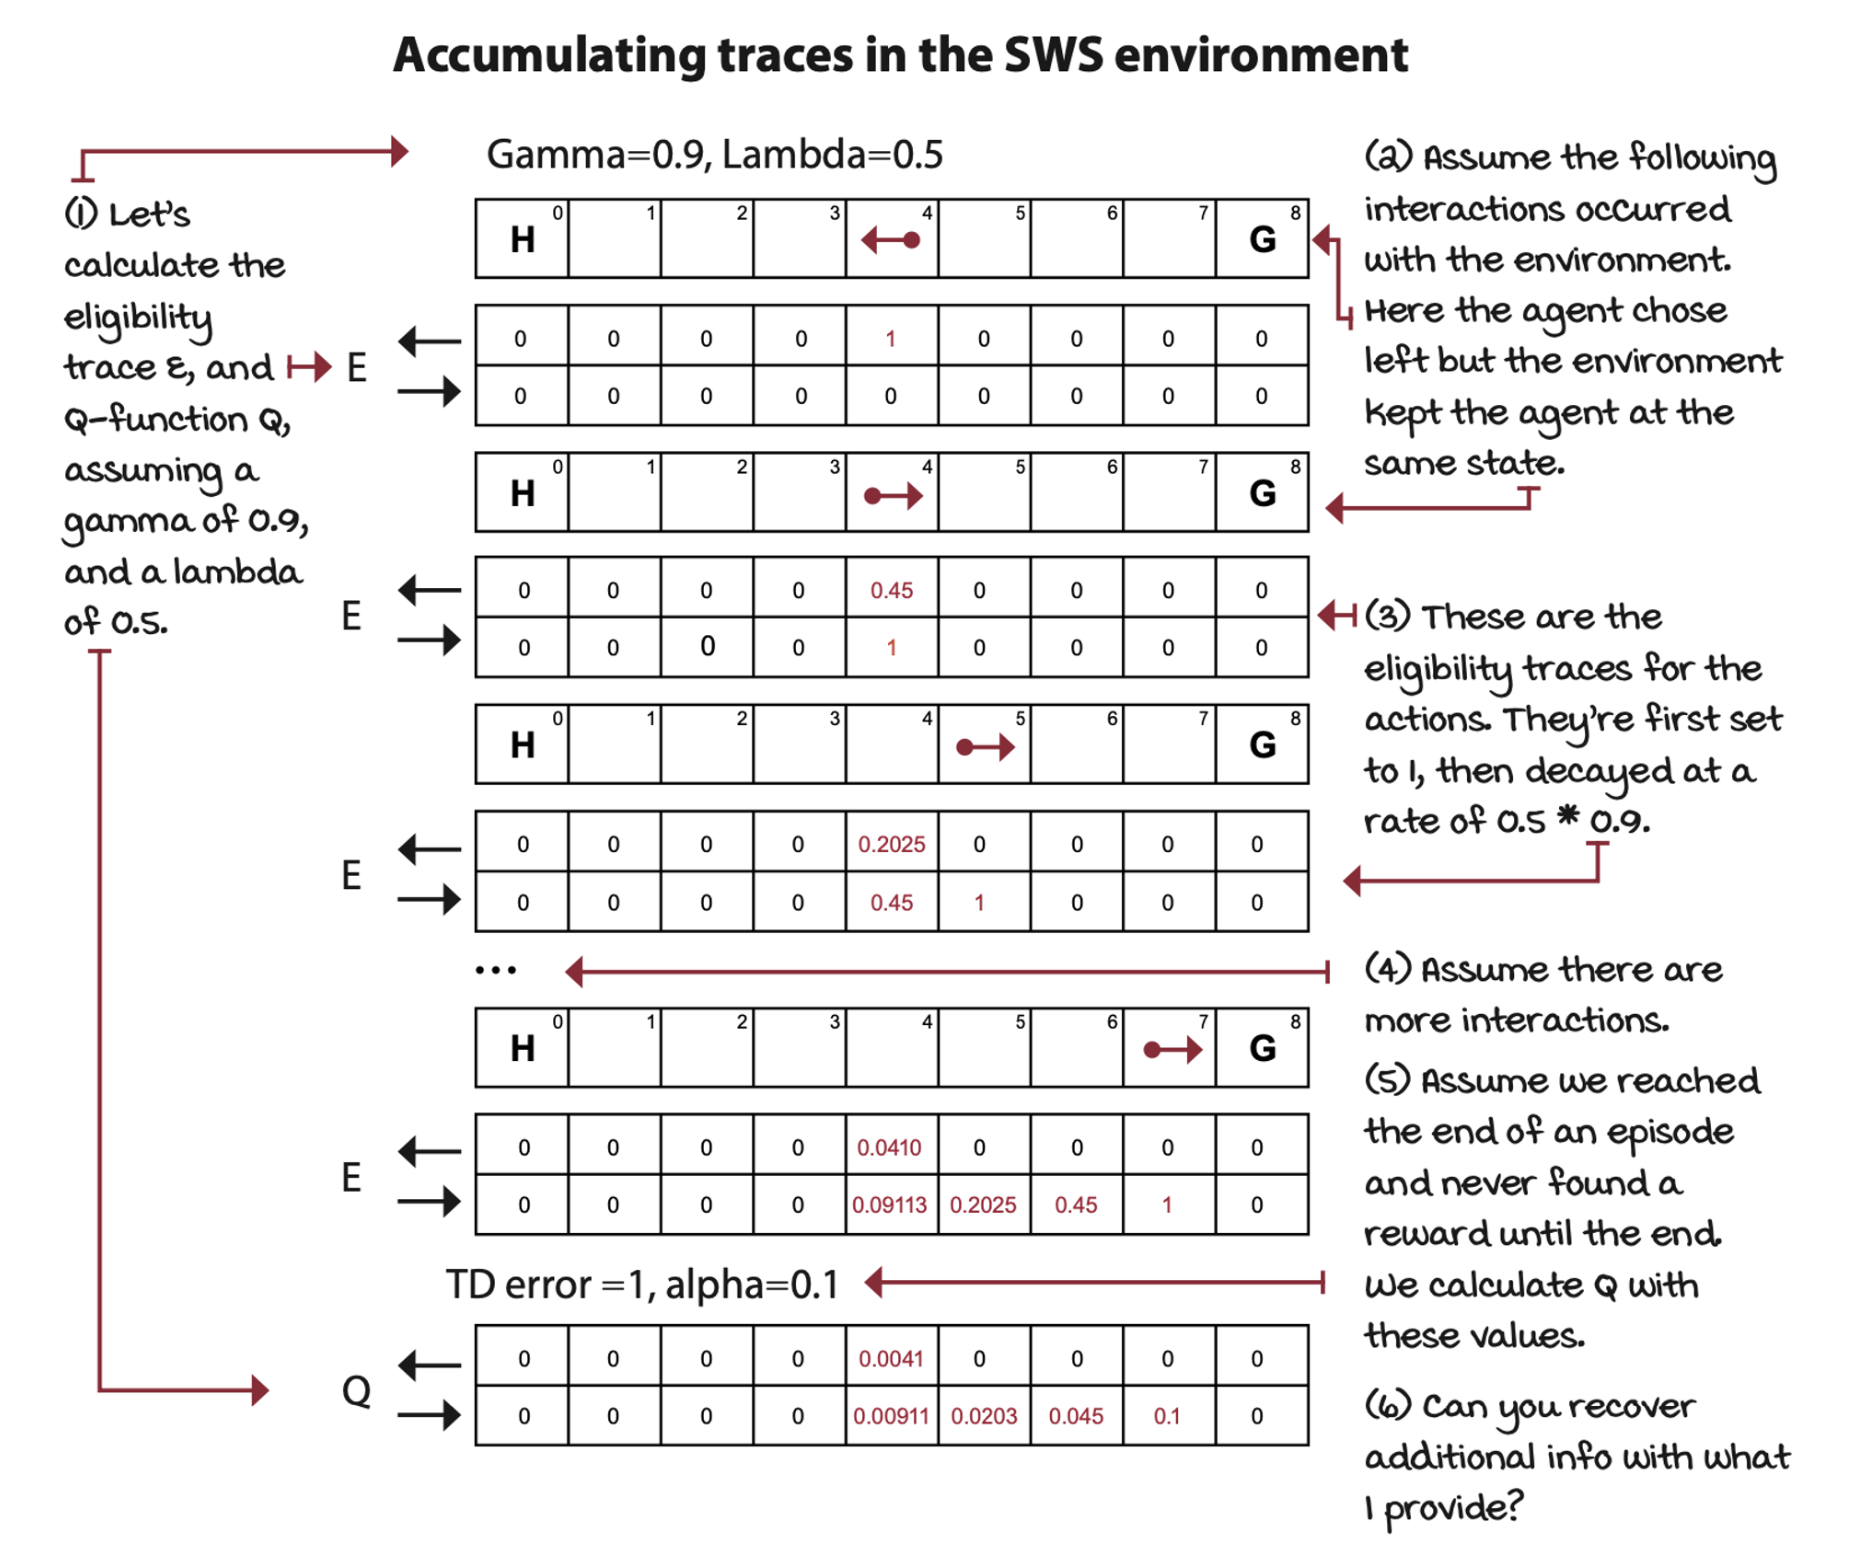 Accumulating traces in the SWS environment
Gamma=0.9, Lambda=0.5
(1) Let's
calculate the
eligibility
trace E, and
Q-function Q,
assuming a
gamma of 0.9,
and a lambda
of 0.5.
H 0 1 2 3 4 5 6 7 G 8
E
0 0 0 0 1 0 0 0 0
0 0 0 0 0 0 0 0 0
(2) Assume the following
interactions occurred
with the environment.
Here the agent chose
left but the environment
kept the agent at the
same state.
H 0 1 2 3 4 5 6 7 G 8
E
0 0 0 0 0.45 0 0 0 0
0 0 0 0 1 0 0 0 0
(3) These are the
eligibility traces for the
actions. They're first set
to 1, then decayed at a
rate of 0.5 * 0.9.
H 0 1 2 3 4 5 6 7 G 8
E
0 0 0 0 0.2025 0 0 0 0
0 0 0 0 0.45 1 0 0 0
...
(4) Assume there are
more interactions.
H 0 1 2 3 4 5 6 7 G 8
E
0 0 0 0 0.0410 0 0 0 0
0 0 0 0 0.09113 0.2025 0.45 1 0
(5) Assume we reached
the end of an episode
and never found a
reward until the end.
We calculate Q with
these values.
TD error =1, alpha=0.1
Q
0 0 0 0 0.0041 0 0 0 0
0 0 0 0 0.00911 0.0203 0.045 0.1 0
(6) Can you recover
additional info with what
I provide?